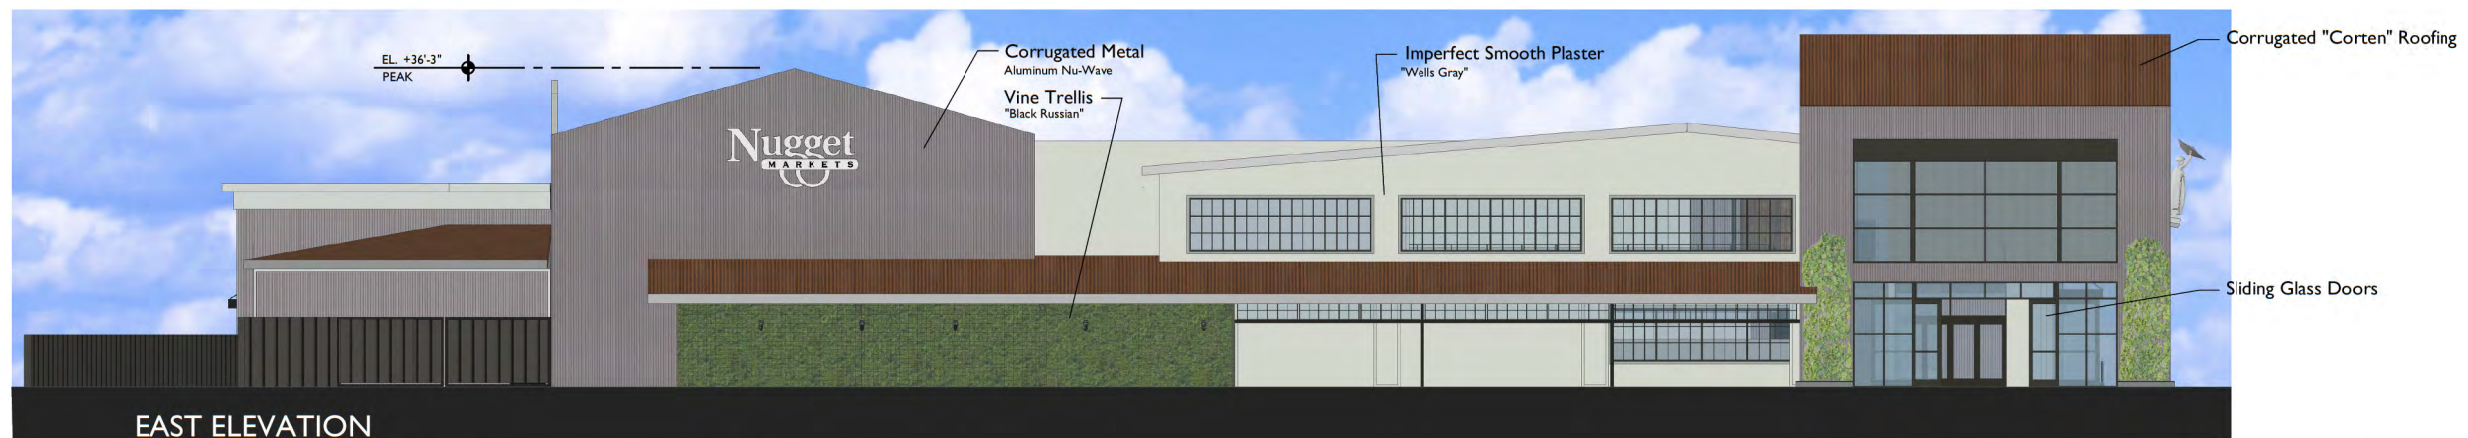 EL. +36'-3"
PEAK
Corrugated Metal
Aluminum Nu-Wave
Vine Trellis
"Black Russian"
Imperfect Smooth Plaster
"Wells Gray"
Corrugated "Corten" Roofing
Nugget
MARKETS
Sliding Glass Doors
EAST ELEVATION